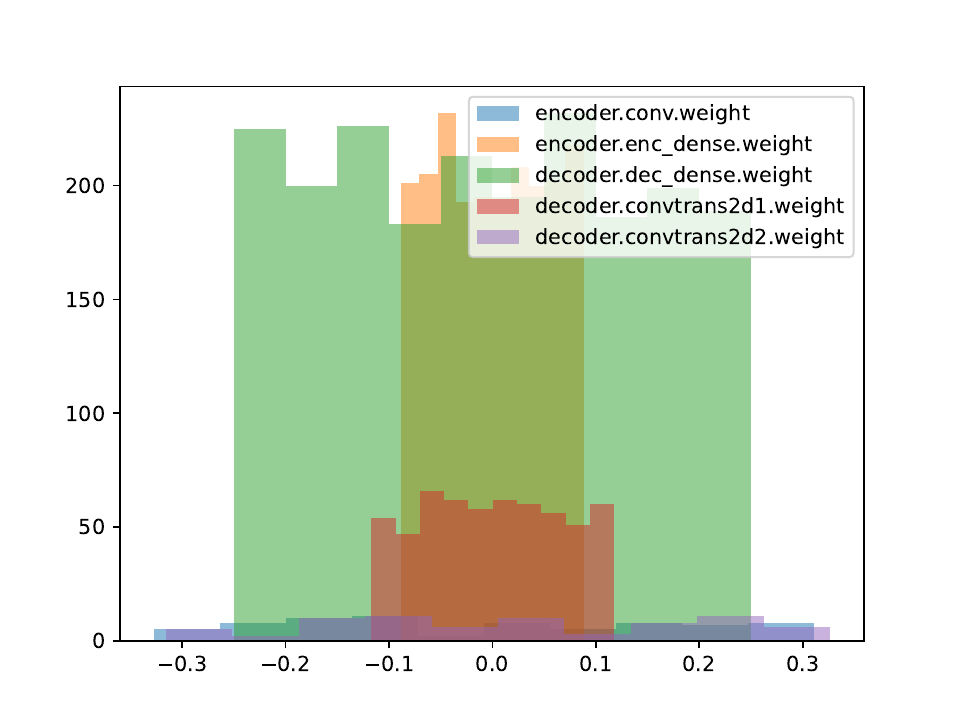 encoder.conv.weight
encoder.enc_dense.weight
decoder.dec_dense.weight
decoder.convtrans2d1.weight
decoder.convtrans2d2.weight
200
150
100
50
0
−0.3 −0.2 −0.1 0.0 0.1 0.2 0.3